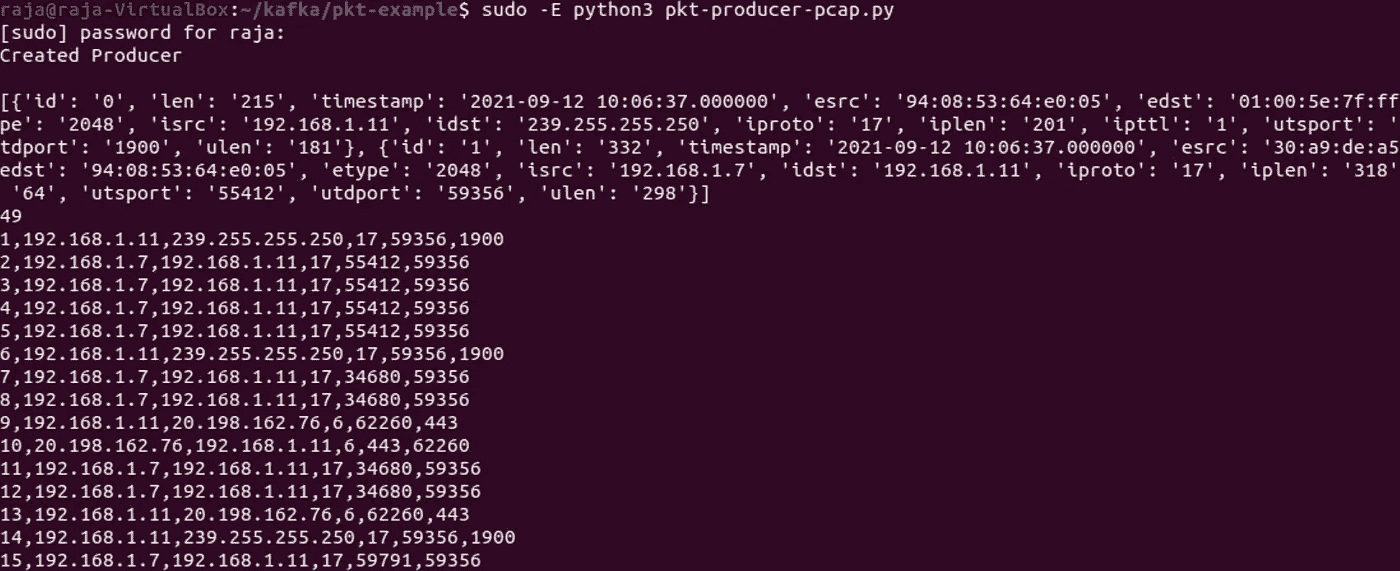 raja@raja-VirtualBox:~/kafka/pkt-example$ sudo -E python3 pkt-producer-pcap.py
[sudo] password for raja:
Created Producer
[{'id': '0', 'len': '215', 'timestamp': '2021-09-12 10:06:37.000000', 'esrc': '94:08:53:64:e0:05', 'edst': '01:00:5e:7f:ff
pe': '2048', 'isrc': '192.168.1.11', 'idst': '239.255.255.250', 'iproto': '17', 'iplen': '201', 'ipttl': '1', 'utsport': '
tdport': '1900', 'ulen': '181'}, {'id': '1', 'len': '332', 'timestamp': '2021-09-12 10:06:37.000000', 'esrc': '30:a9:de:a5
edst': '94:08:53:64:e0:05', 'etype': '2048', 'isrc': '192.168.1.7', 'idst': '192.168.1.11', 'iproto': '17', 'iplen': '318'
'64', 'utsport': '55412', 'utdport': '59356', 'ulen': '298'}]
49
1,192.168.1.11,239.255.255.250,17,59356,1900
2,192.168.1.7,192.168.1.11,17,55412,59356
3,192.168.1.7,192.168.1.11,17,55412,59356
4,192.168.1.7,192.168.1.11,17,55412,59356
5,192.168.1.7,192.168.1.11,17,55412,59356
6,192.168.1.11,239.255.255.250,17,59356,1900
7,192.168.1.7,192.168.1.11,17,34680,59356
8,192.168.1.7,192.168.1.11,17,34680,59356
9,192.168.1.11,20.198.162.76,6,62260,443
10,20.198.162.76,192.168.1.11,6,443,62260
11,192.168.1.7,192.168.1.11,17,34680,59356
12,192.168.1.7,192.168.1.11,17,34680,59356
13,192.168.1.11,20.198.162.76,6,62260,443
14,192.168.1.11,239.255.255.250,17,59356,1900
15,192.168.1.7,192.168.1.11,17,59791,59356